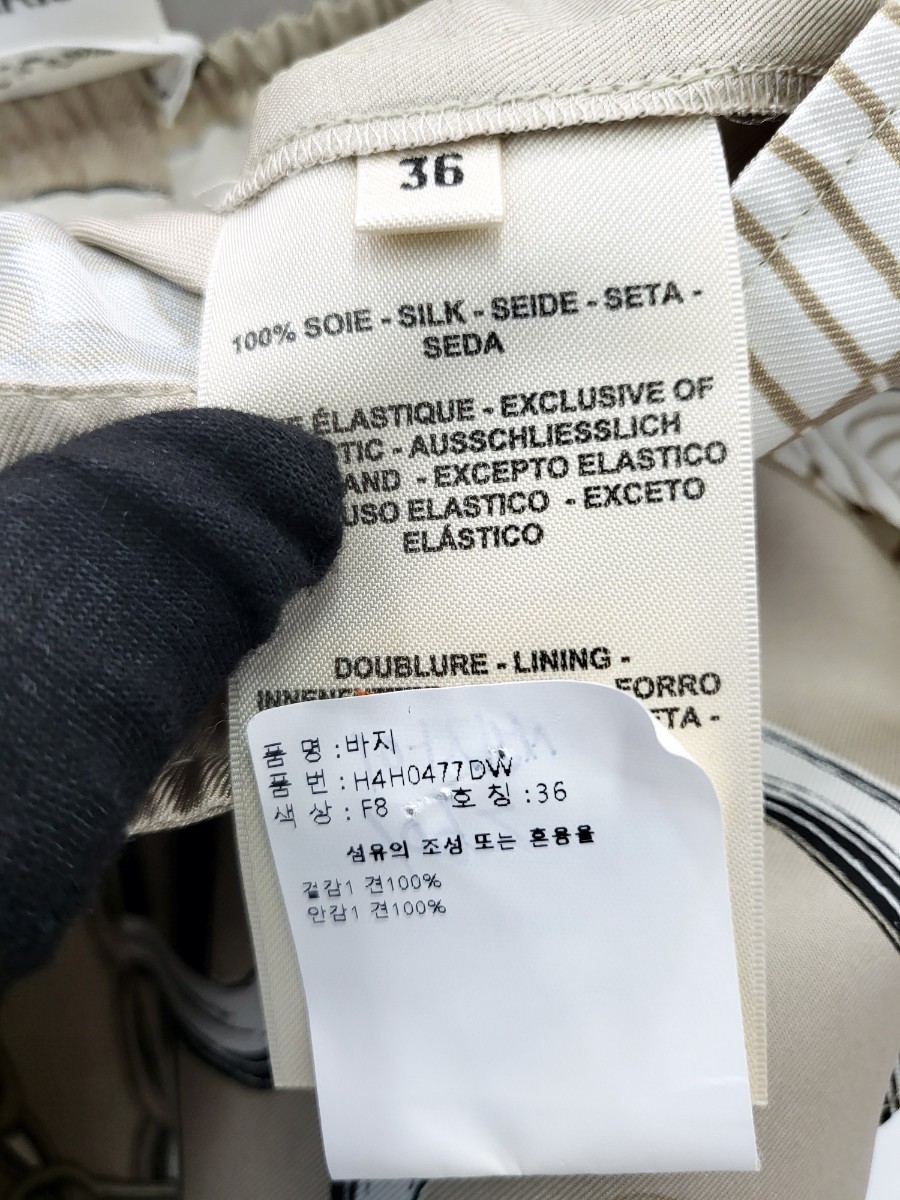 36
100% SOIE - SILK - SEIDE - SETA -
SEDA
ÉLASTIQUE - EXCLUSIVE OF
TIC - AUSSCHLIESSLICH
AND - EXCEPTO ELASTICO
USO ELASTICO - EXCETO
ELÁSTICO
DOUBLURE - LINING -
FORRO
TA -
품 명 :바지
품 번 : H4H0477DW
색 상 : F8 호 칭 :36
섬유의 조성 또는 혼용율
겉감1 견100%
안감1 견100%